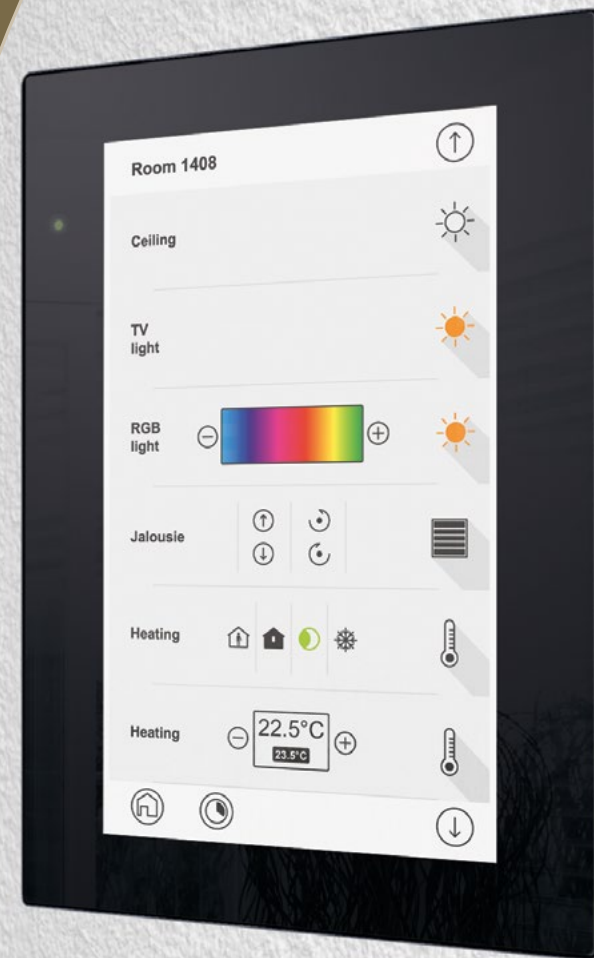 Room 1408
Ceiling
TV
light
RGB
light
Jalousie
Heating
Heating
22.5°C
23.5°C